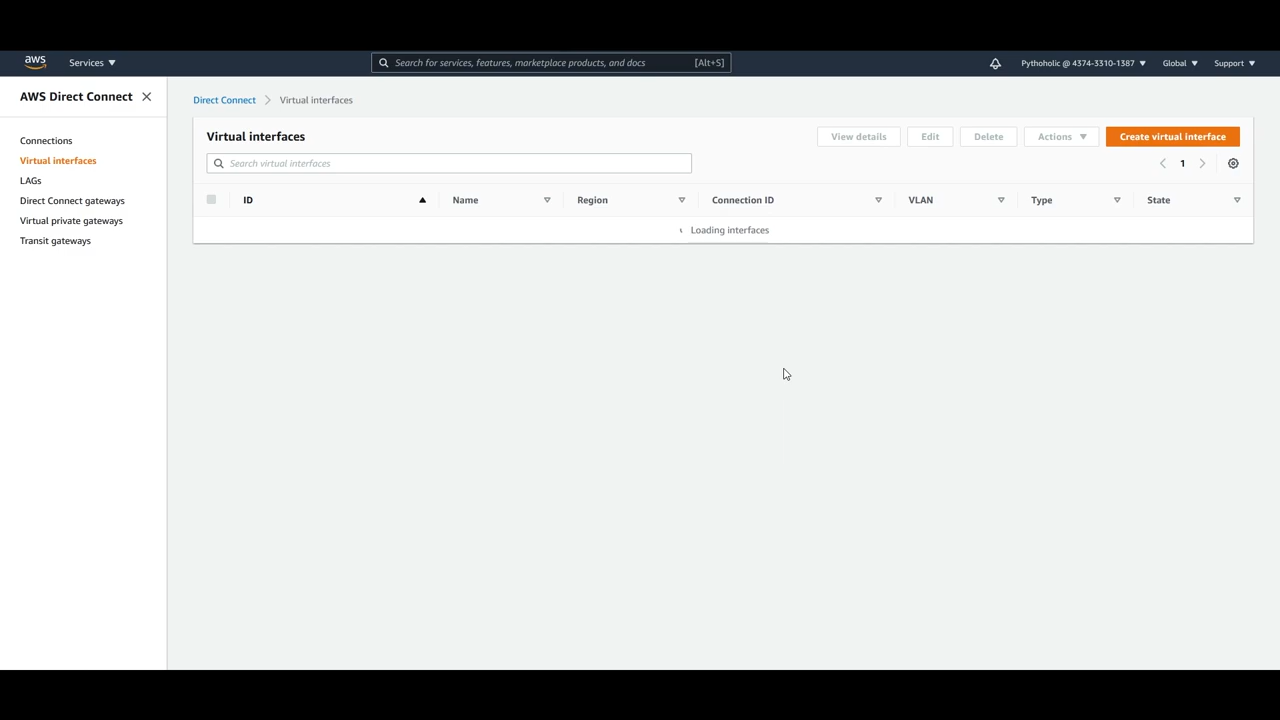 aws
Services
Search for services, features, marketplace products, and docs
[Alt+S]
Pythoholic @ 4374-3310-1387
Global
Support
AWS Direct Connect
Connections
Virtual interfaces
LAGs
Direct Connect gateways
Virtual private gateways
Transit gateways
Direct Connect
Virtual interfaces
Virtual interfaces
View details
Edit
Delete
Actions
Create virtual interface
Search virtual interfaces
1
ID
Name
Region
Connection ID
VLAN
Type
State
Loading interfaces